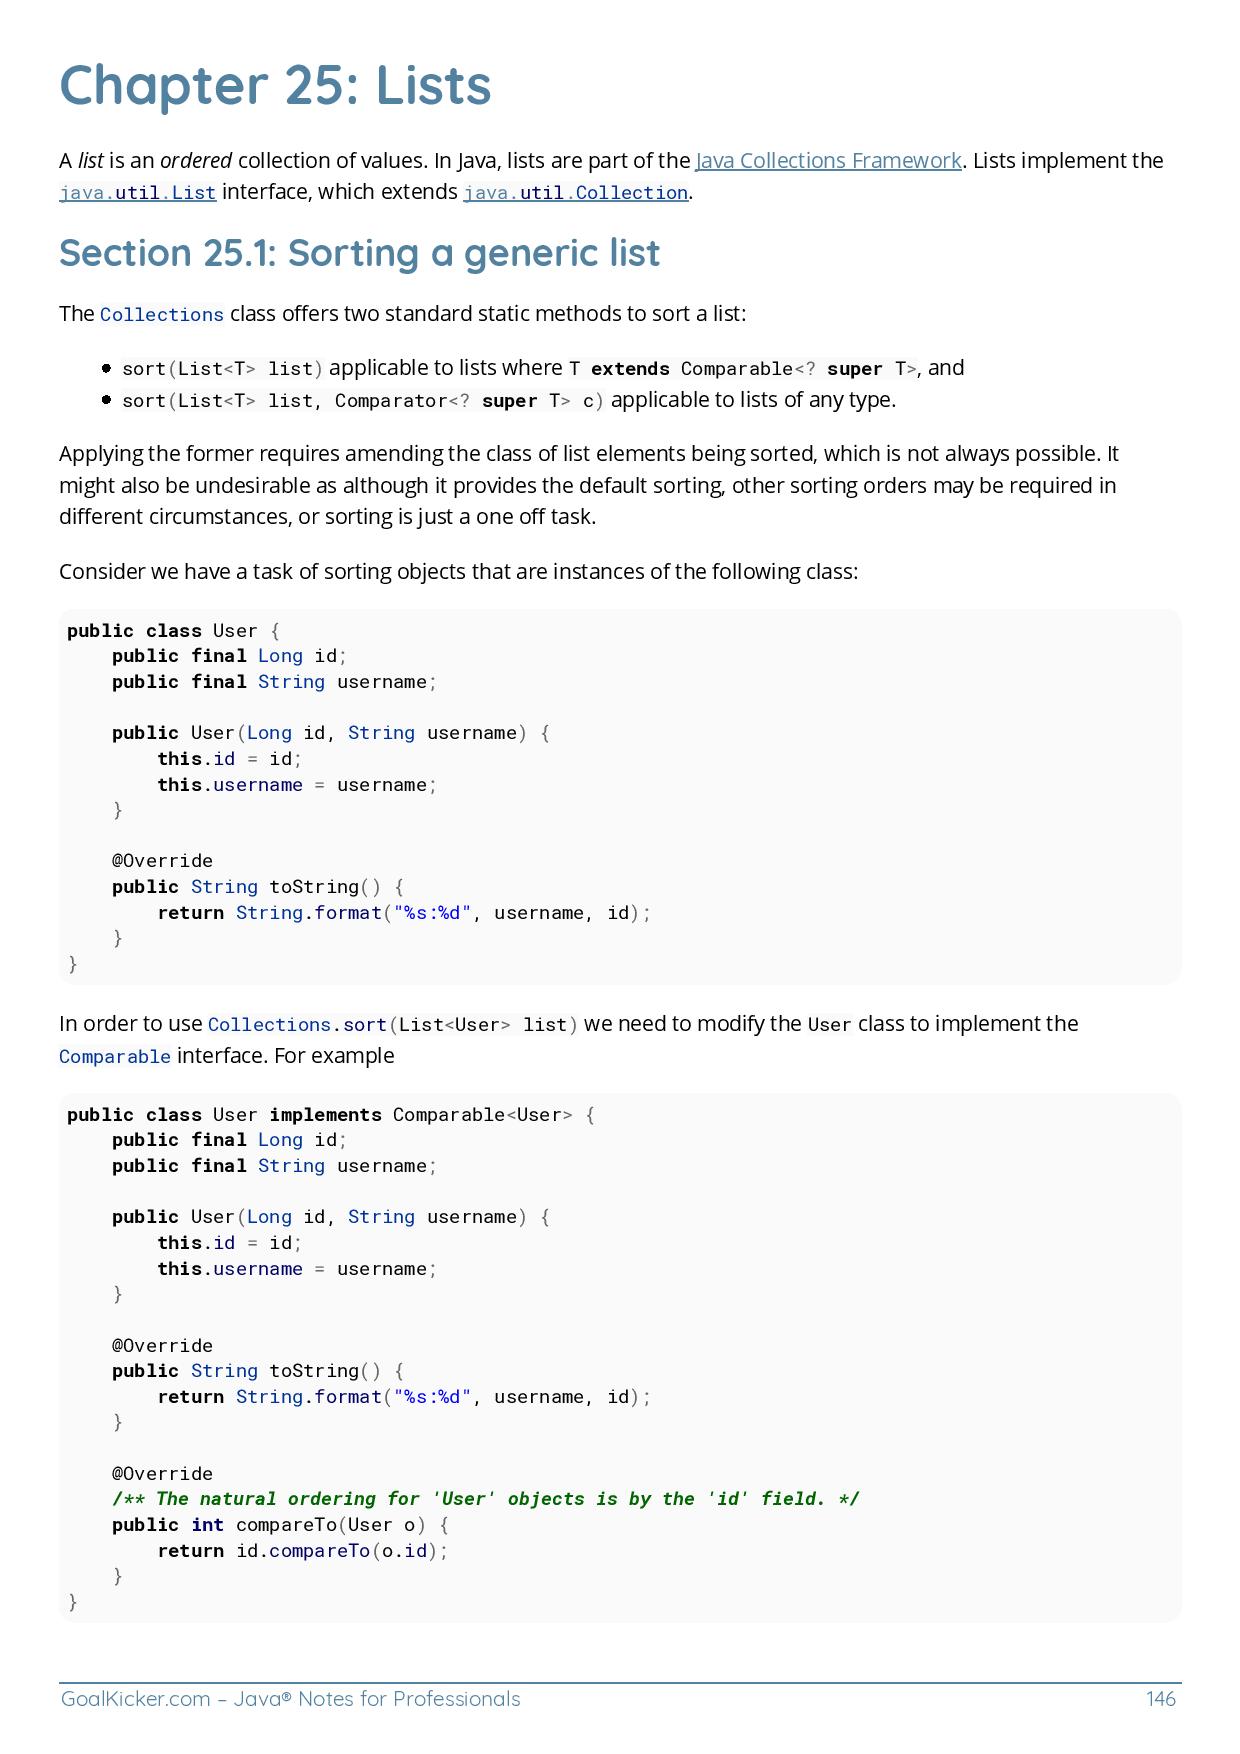 Chapter 25: Lists
A list is an ordered collection of values. In Java, lists are part of the Java Collections Framework. Lists implement the
java.util.List interface, which extends java.util.Collection.
Section 25.1: Sorting a generic list
The Collections class offers two standard static methods to sort a list:
● sort(List<T> list) applicable to lists where T extends Comparable<? super T>, and
● sort(List<T> list, Comparator<? super T> c) applicable to lists of any type.
Applying the former requires amending the class of list elements being sorted, which is not always possible. It
might also be undesirable as although it provides the default sorting, other sorting orders may be required in
different circumstances, or sorting is just a one off task.
Consider we have a task of sorting objects that are instances of the following class:
public class User {
    public final Long id;
    public final String username;

    public User(Long id, String username) {
        this.id = id;
        this.username = username;
    }

    @Override
    public String toString() {
        return String.format("%s:%d", username, id);
    }
}
In order to use Collections.sort(List<User> list) we need to modify the User class to implement the
Comparable interface. For example
public class User implements Comparable<User> {
    public final Long id;
    public final String username;

    public User(Long id, String username) {
        this.id = id;
        this.username = username;
    }

    @Override
    public String toString() {
        return String.format("%s:%d", username, id);
    }

    @Override
    /** The natural ordering for 'User' objects is by the 'id' field. */
    public int compareTo(User o) {
        return id.compareTo(o.id);
    }
}
GoalKicker.com – Java® Notes for Professionals 146